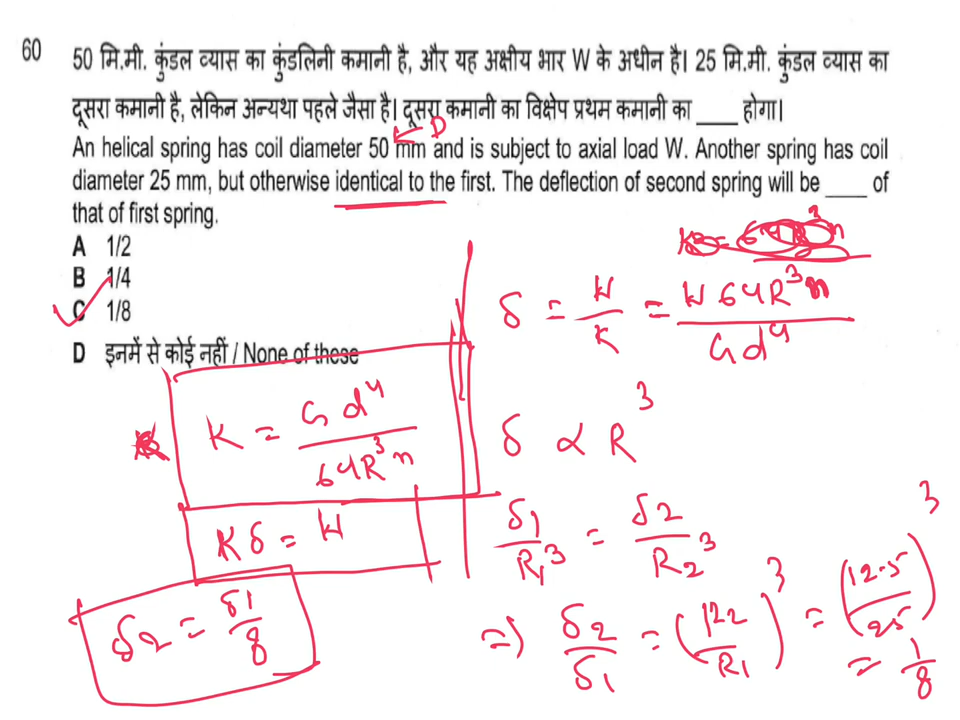 60 50 मि.मी. कुंडल व्यास का कुंडलिनी कमानी है, और यह अक्षीय भार W के अधीन है। 25 मि.मी. कुंडल व्यास का
दूसरा कमानी है, लेकिन अन्यथा पहले जैसा है। दूसरा कमानी का विक्षेप प्रथम कमानी का ____ होगा।
D
An helical spring has coil diameter 50 mm and is subject to axial load W. Another spring has coil
diameter 25 mm, but otherwise identical to the first. The deflection of second spring will be ____ of
that of first spring.
A 1/2
B 1/4
C 1/8
D इनमें से कोई नहीं / None of these
K = Gd⁴ / 64R³n
Kδ = W
δ2 = δ1 / 8
δ = W/K = W 64R³n / Gd⁴
δ ∝ R³
δ1/R1³ = δ2/R2³
⇒ δ2/δ1 = (R2/R1)³ = (12.5/25)³
= 1/8